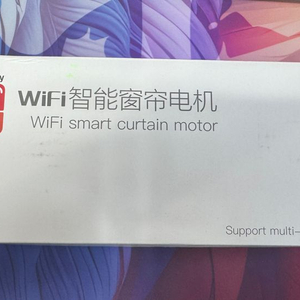 WiFi智能窗帘电机
WiFi smart curtain motor
Support multi-